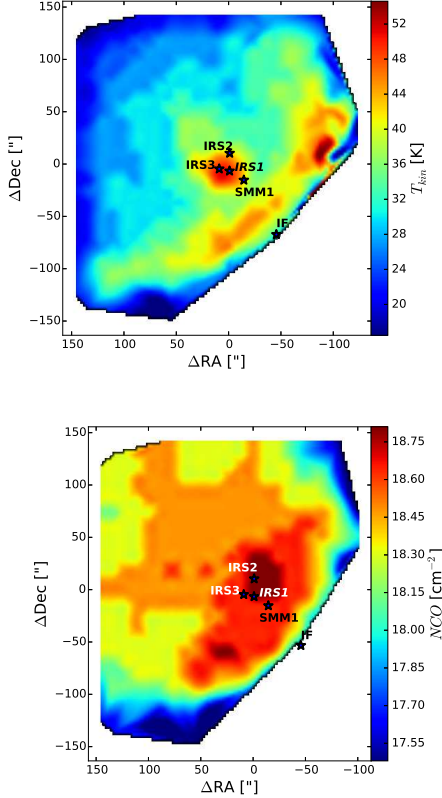 150
100
50
0
−50
−100
−150
ΔDec ["]
150 100 50 0 −50 −100
ΔRA ["]
IRS2
IRS3 IRS1
SMM1
IF
52
48
44
40
36
32
28
24
20
T_kin [K]
150
100
50
0
−50
−100
−150
ΔDec ["]
150 100 50 0 −50 −100
ΔRA ["]
IRS2
IRS3 IRS1
SMM1
IF
18.75
18.60
18.45
18.30
18.15
18.00
17.85
17.70
17.55
NCO [cm⁻²]